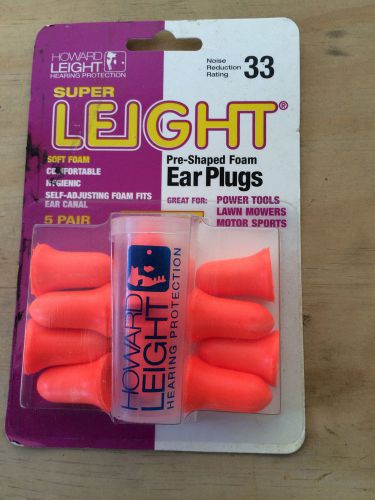 HOWARD
LEIGHT
HEARING PROTECTION
Noise
Reduction
Rating
33
SUPER
LEIGHT®
SOFT FOAM
COMFORTABLE
HYGIENIC
SELF-ADJUSTING FOAM FITS
EAR CANAL
5 PAIR
Pre-Shaped Foam
Ear Plugs
GREAT FOR:
POWER TOOLS
LAWN MOWERS
MOTOR SPORTS
HOWARD
LEIGHT
HEARING PROTECTION